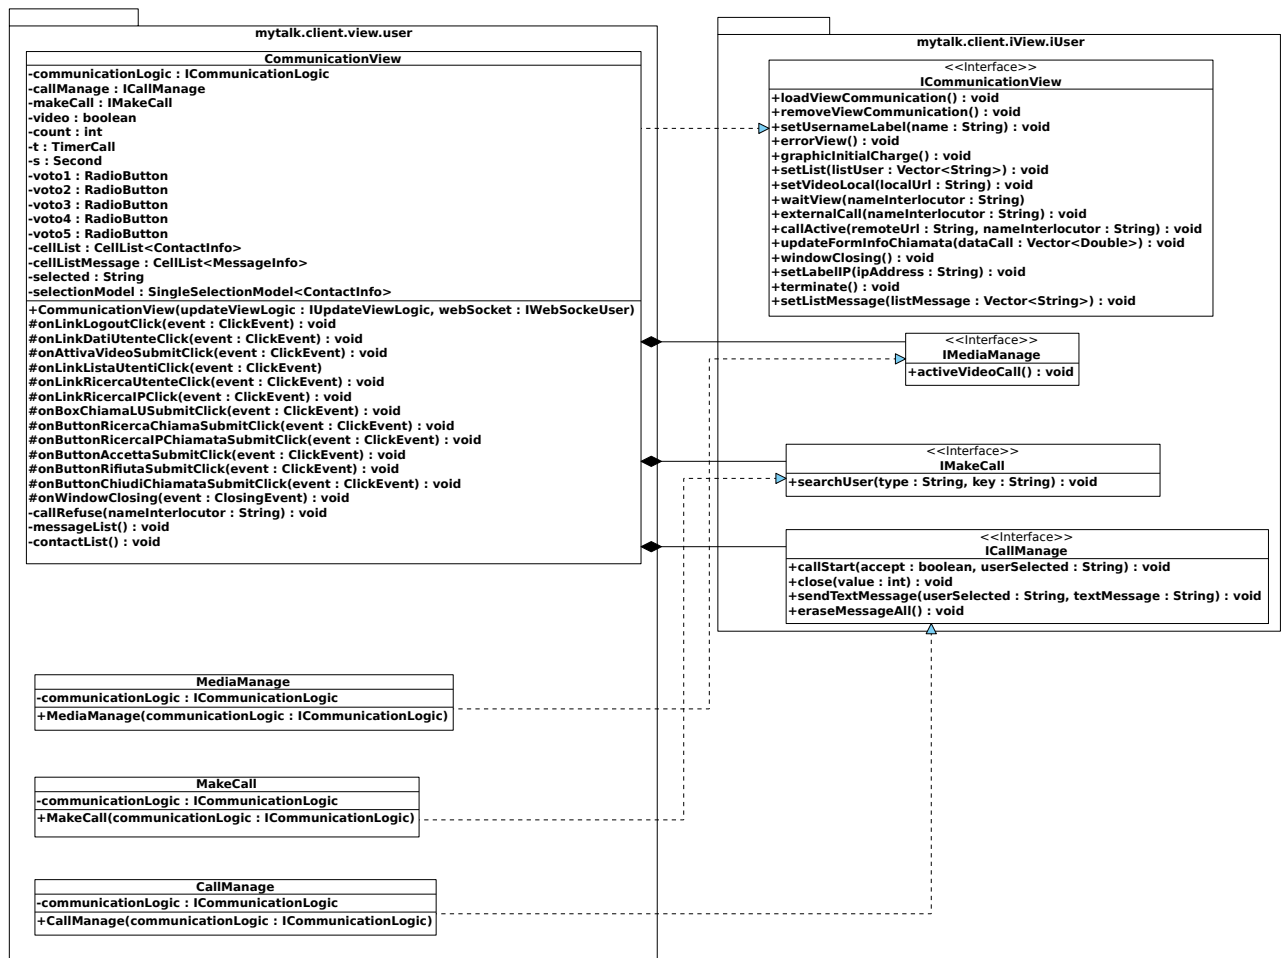 mytalk.client.view.user
CommunicationView
-communicationLogic : ICommunicationLogic
-callManage : ICallManage
-makeCall : IMakeCall
-video : boolean
-count : int
-t : TimerCall
-s : Second
-voto1 : RadioButton
-voto2 : RadioButton
-voto3 : RadioButton
-voto4 : RadioButton
-voto5 : RadioButton
-cellList : CellList<ContactInfo>
-cellListMessage : CellList<MessageInfo>
-selected : String
-selectionModel : SingleSelectionModel<ContactInfo>
+CommunicationView(updateViewLogic : IUpdateViewLogic, webSocket : IWebSockeUser)
#onLinkLogoutClick(event : ClickEvent) : void
#onLinkDatiUtenteClick(event : ClickEvent) : void
#onAttivaVideoSubmitClick(event : ClickEvent) : void
#onLinkListaUtentiClick(event : ClickEvent)
#onLinkRicercaUtenteClick(event : ClickEvent) : void
#onLinkRicercaIPClick(event : ClickEvent) : void
#onBoxChiamaLUSubmitClick(event : ClickEvent) : void
#onButtonRicercaChiamaSubmitClick(event : ClickEvent) : void
#onButtonRicercaIPChiamataSubmitClick(event : ClickEvent) : void
#onButtonAccettaSubmitClick(event : ClickEvent) : void
#onButtonRifiutaSubmitClick(event : ClickEvent) : void
#onButtonChiudiChiamataSubmitClick(event : ClickEvent) : void
#onWindowClosing(event : ClosingEvent) : void
-callRefuse(nameInterlocutor : String) : void
-messageList() : void
-contactList() : void
MediaManage
-communicationLogic : ICommunicationLogic
+MediaManage(communicationLogic : ICommunicationLogic)
MakeCall
-communicationLogic : ICommunicationLogic
+MakeCall(communicationLogic : ICommunicationLogic)
CallManage
-communicationLogic : ICommunicationLogic
+CallManage(communicationLogic : ICommunicationLogic)
mytalk.client.iView.iUser
<<Interface>>
ICommunicationView
+loadViewCommunication() : void
+removeViewCommunication() : void
+setUsernameLabel(name : String) : void
+errorView() : void
+graphicInitialCharge() : void
+setList(listUser : Vector<String>) : void
+setVideoLocal(localUrl : String) : void
+waitView(nameInterlocutor : String)
+externalCall(nameInterlocutor : String) : void
+callActive(remoteUrl : String, nameInterlocutor : String) : void
+updateFormInfoChiamata(dataCall : Vector<Double>) : void
+windowClosing() : void
+setLabelIP(ipAddress : String) : void
+terminate() : void
+setListMessage(listMessage : Vector<String>) : void
<<Interface>>
IMediaManage
+activeVideoCall() : void
<<Interface>>
IMakeCall
+searchUser(type : String, key : String) : void
<<Interface>>
ICallManage
+callStart(accept : boolean, userSelected : String) : void
+close(value : int) : void
+sendTextMessage(userSelected : String, textMessage : String) : void
+eraseMessageAll() : void